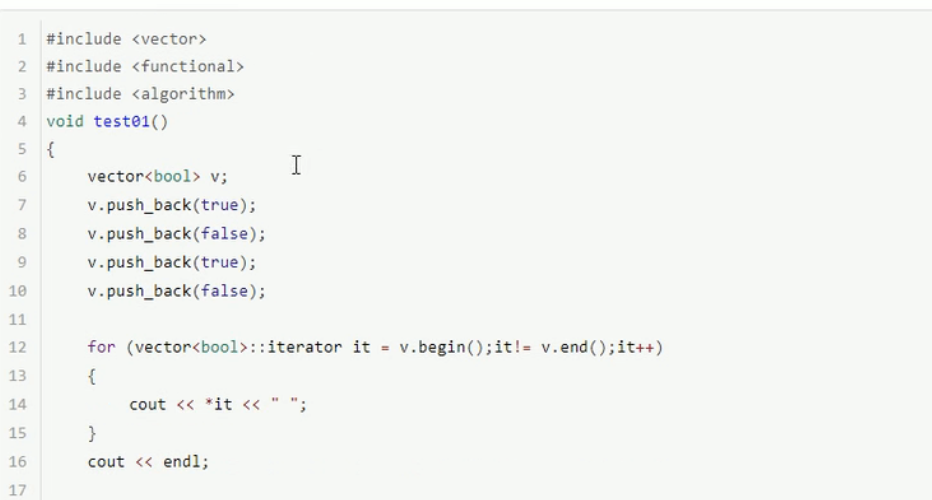 1 #include <vector>
2 #include <functional>
3 #include <algorithm>
4 void test01()
5 {
6     vector<bool> v;
7     v.push_back(true);
8     v.push_back(false);
9     v.push_back(true);
10     v.push_back(false);
11
12     for (vector<bool>::iterator it = v.begin();it!= v.end();it++)
13     {
14         cout << *it << " ";
15     }
16     cout << endl;
17